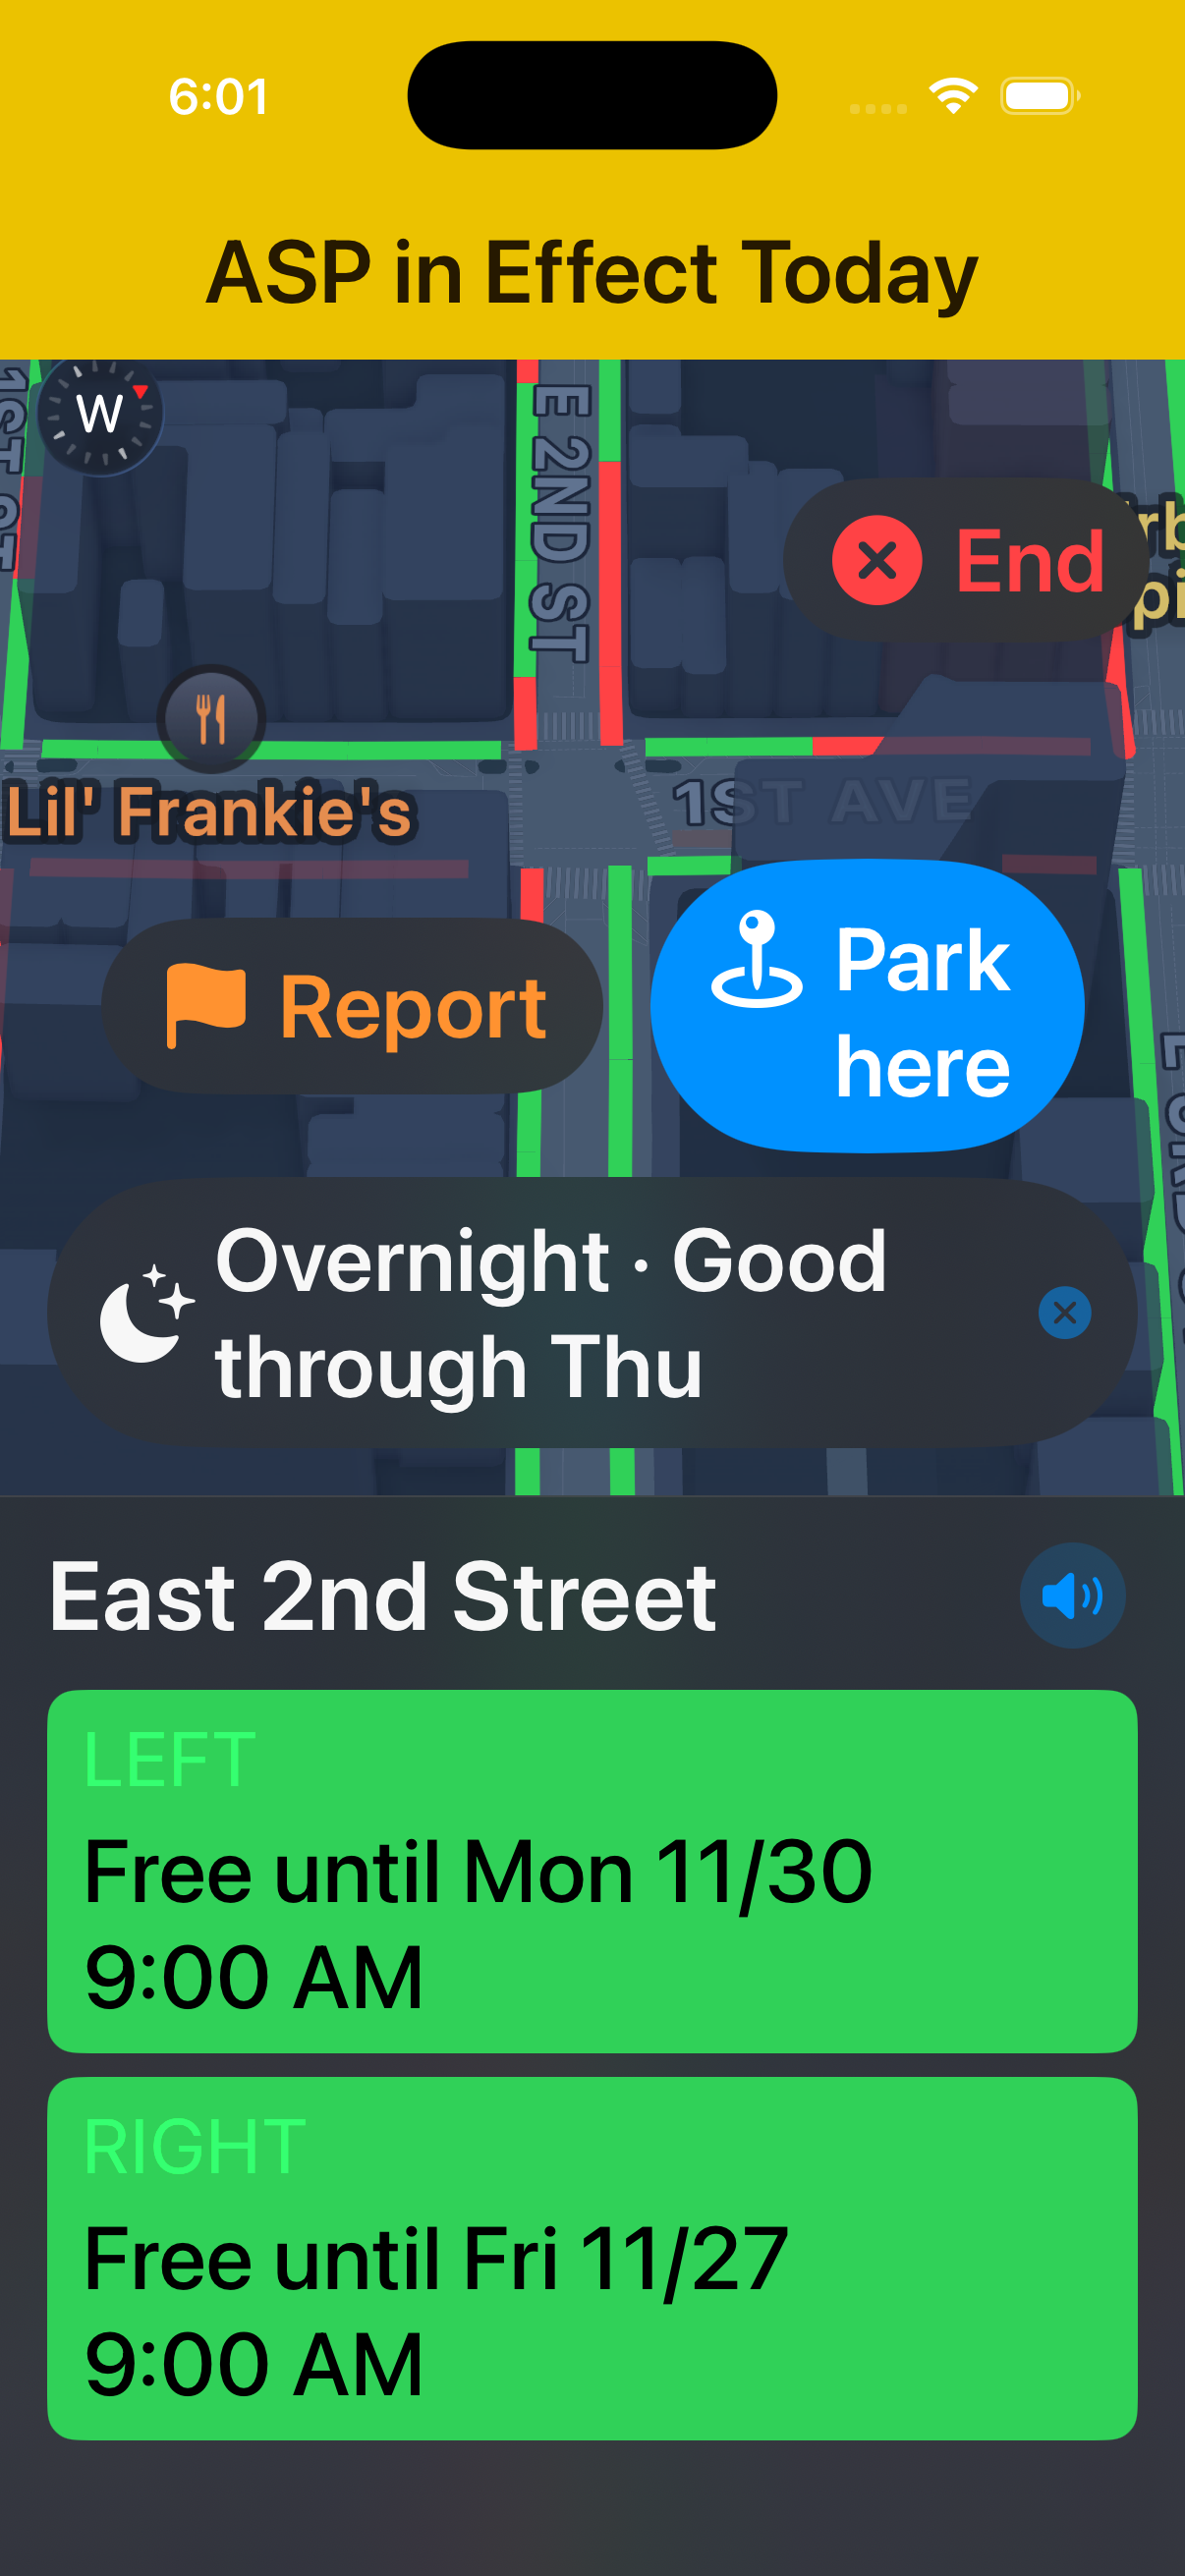 6:01
ASP in Effect Today
W
1ST ST
E 2ND ST
End
Lil' Frankie's
1ST AVE
Report
Park
here
Overnight · Good
through Thu
East 2nd Street
LEFT
Free until Mon 11/30
9:00 AM
RIGHT
Free until Fri 11/27
9:00 AM